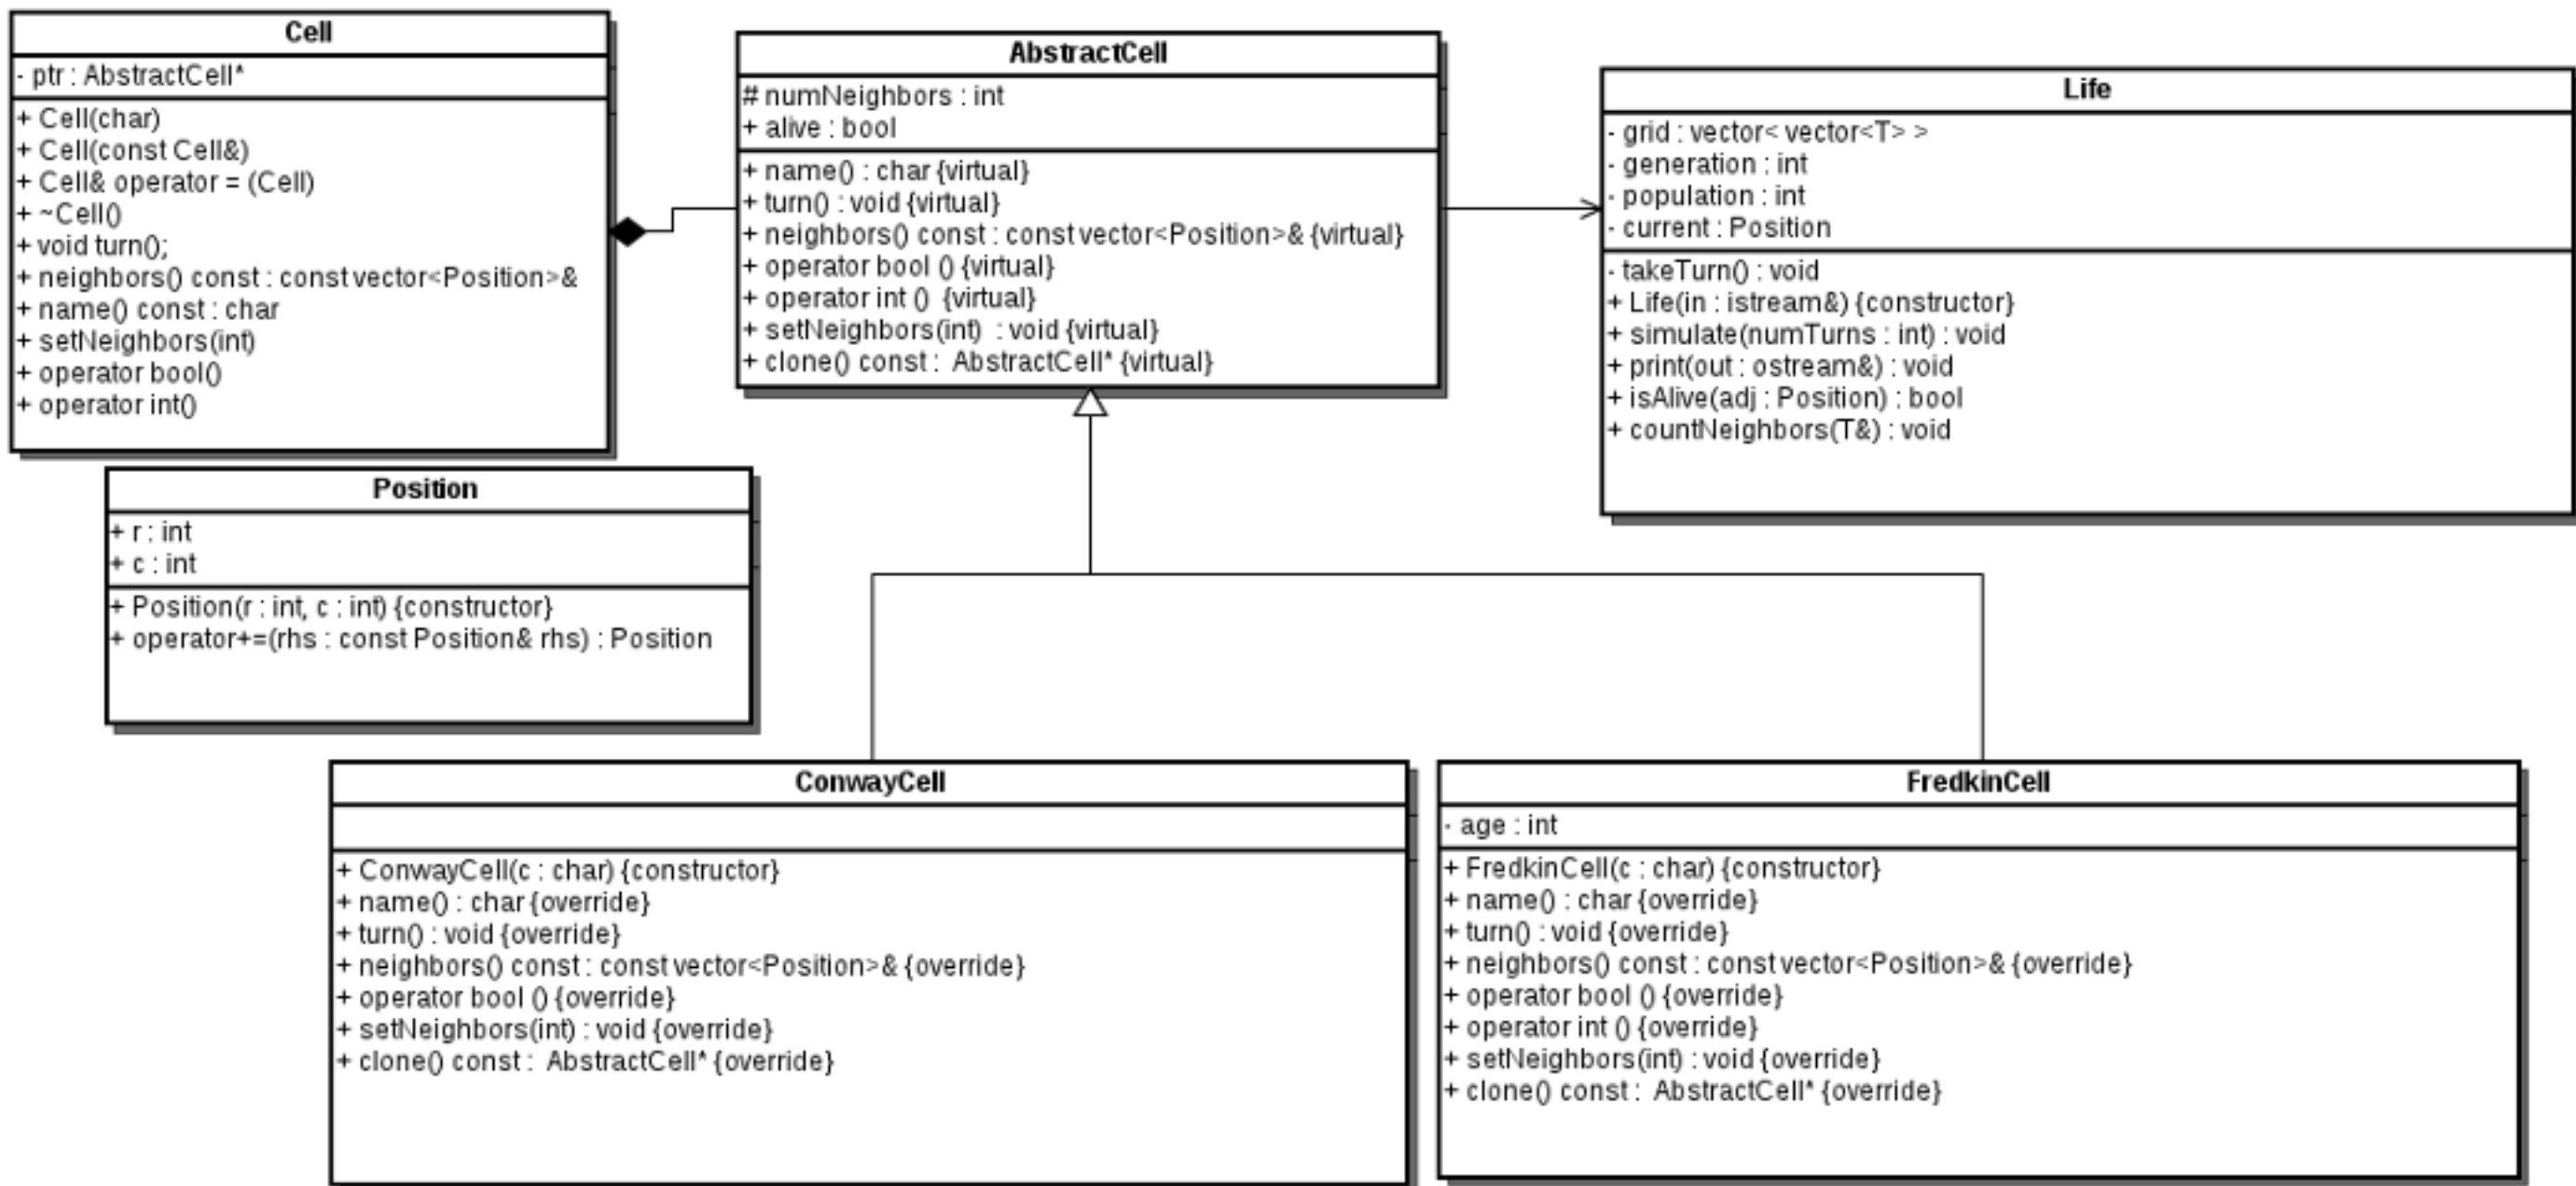 Cell
- ptr : AbstractCell*
+ Cell(char)
+ Cell(const Cell&)
+ Cell& operator = (Cell)
+ ~Cell()
+ void turn();
+ neighbors() const : const vector<Position>&
+ name() const : char
+ setNeighbors(int)
+ operator bool()
+ operator int()
AbstractCell
# numNeighbors : int
+ alive : bool
+ name() : char {virtual}
+ turn() : void {virtual}
+ neighbors() const : const vector<Position>& {virtual}
+ operator bool () {virtual}
+ operator int () {virtual}
+ setNeighbors(int) : void {virtual}
+ clone() const : AbstractCell* {virtual}
Life
- grid : vector< vector<T> >
- generation : int
- population : int
- current : Position
- takeTurn() : void
+ Life(in : istream&) {constructor}
+ simulate(numTurns : int) : void
+ print(out : ostream&) : void
+ isAlive(adj : Position) : bool
+ countNeighbors(T&) : void
Position
+ r : int
+ c : int
+ Position(r : int, c : int) {constructor}
+ operator+=(rhs : const Position& rhs) : Position
ConwayCell
+ ConwayCell(c : char) {constructor}
+ name() : char {override}
+ turn() : void {override}
+ neighbors() const : const vector<Position>& {override}
+ operator bool () {override}
+ setNeighbors(int) : void {override}
+ clone() const : AbstractCell* {override}
FredkinCell
- age : int
+ FredkinCell(c : char) {constructor}
+ name() : char {override}
+ turn() : void {override}
+ neighbors() const : const vector<Position>& {override}
+ operator bool () {override}
+ operator int () {override}
+ setNeighbors(int) : void {override}
+ clone() const : AbstractCell* {override}